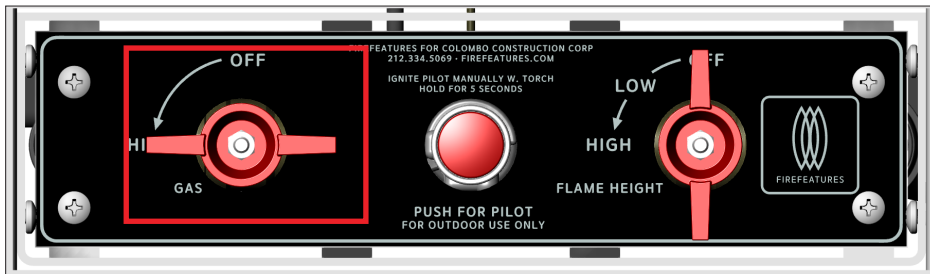 OFF
HI
GAS
FIREFEATURES FOR COLOMBO CONSTRUCTION CORP
212.334.5069 · FIREFEATURES.COM
IGNITE PILOT MANUALLY W. TORCH
HOLD FOR 5 SECONDS
PUSH FOR PILOT
FOR OUTDOOR USE ONLY
LOW
HIGH
FLAME HEIGHT
FIREFEATURES